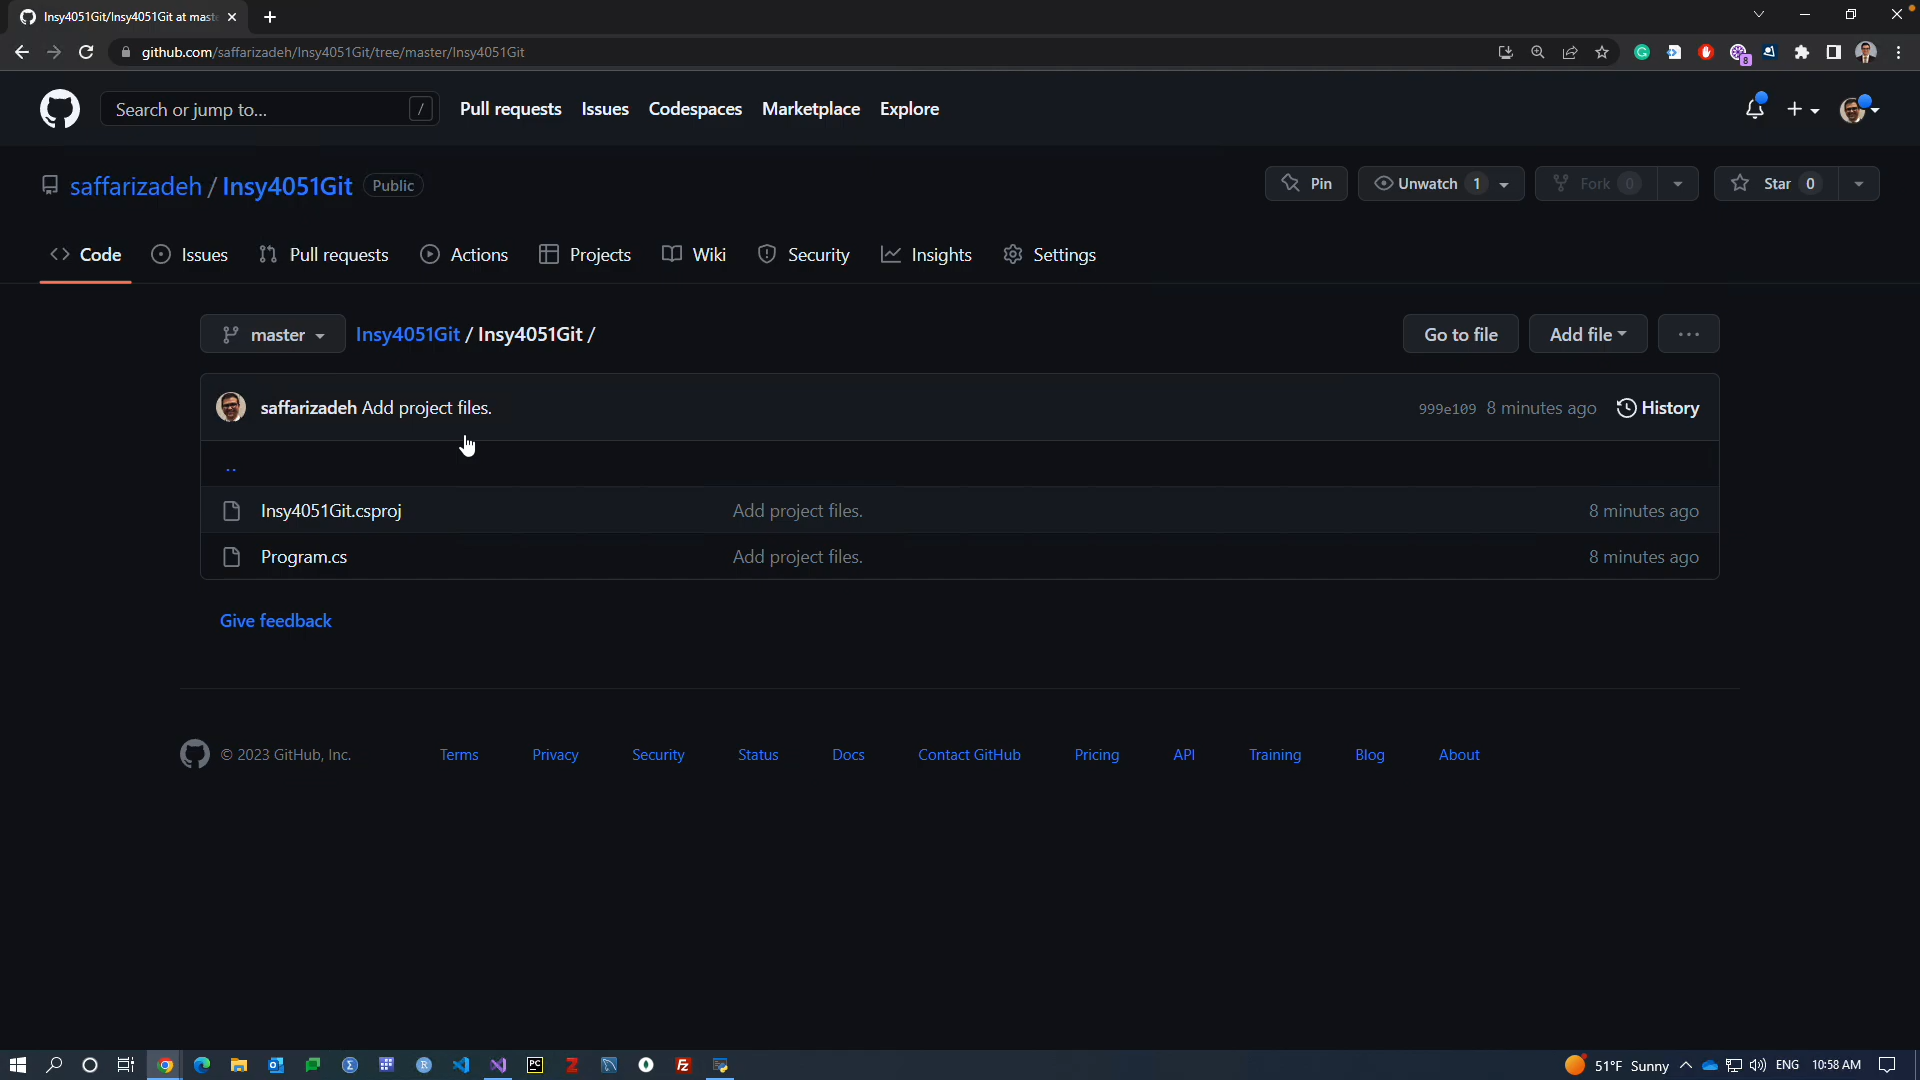 Insy4051Git/Insy4051Git at mast
github.com/saffarizadeh/Insy4051Git/tree/master/Insy4051Git
8
Search or jump to... /
Pull requests Issues Codespaces Marketplace Explore
saffarizadeh / Insy4051Git Public
Pin Unwatch 1 Fork 0 Star 0
Code Issues Pull requests Actions Projects Wiki Security Insights Settings
master Insy4051Git / Insy4051Git / Go to file Add file ...
saffarizadeh Add project files. 999e109 8 minutes ago History
..
Insy4051Git.csproj Add project files. 8 minutes ago
Program.cs Add project files. 8 minutes ago
Give feedback
© 2023 GitHub, Inc. Terms Privacy Security Status Docs Contact GitHub Pricing API Training Blog About
PC Z Fz 51°F Sunny ENG 10:58 AM